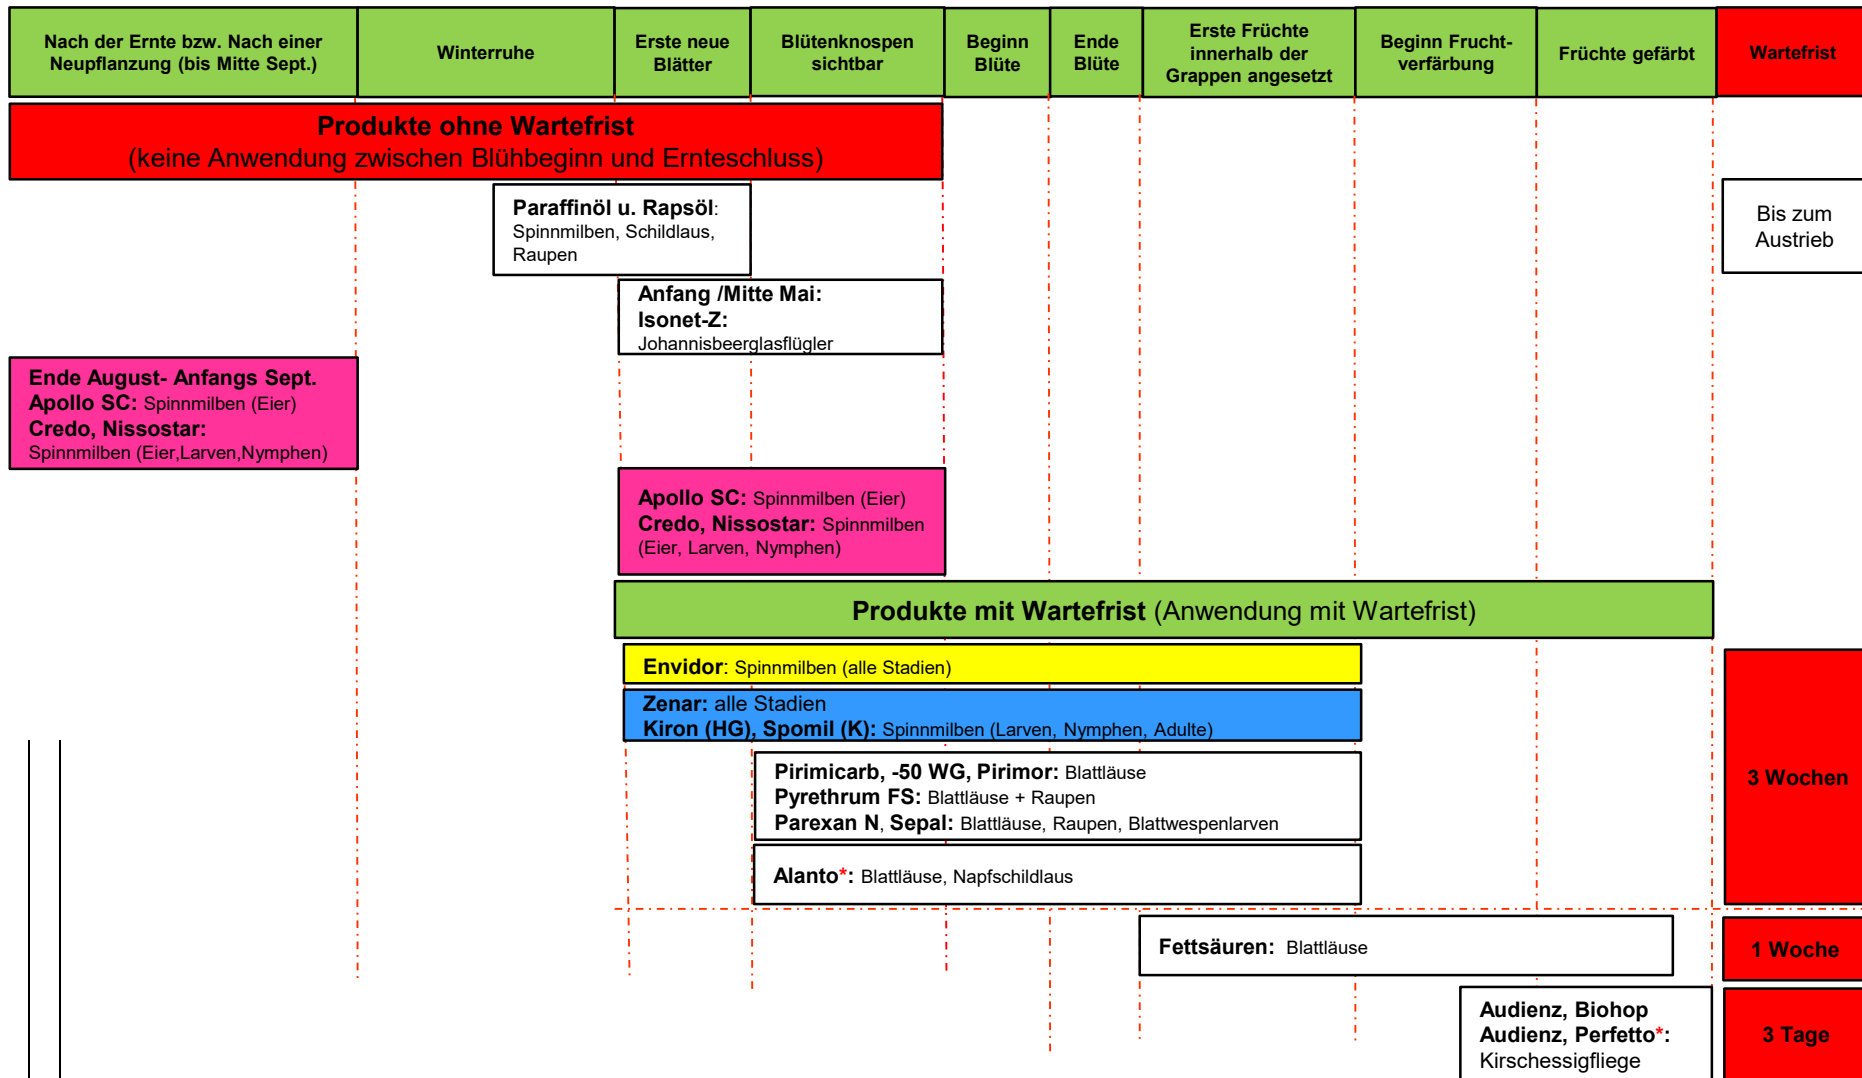 Nach der Ernte bzw. Nach einer
Neupflanzung (bis Mitte Sept.)
Winterruhe
Erste neue
Blätter
Blütenknospen
sichtbar
Beginn
Blüte
Ende
Blüte
Erste Früchte
innerhalb der
Grappen angesetzt
Beginn Frucht-
verfärbung
Früchte gefärbt
Wartefrist
Produkte ohne Wartefrist
(keine Anwendung zwischen Blühbeginn und Ernteschluss)
Paraffinöl u. Rapsöl:
Spinnmilben, Schildlaus,
Raupen
Bis zum
Austrieb
Anfang /Mitte Mai:
Isonet-Z:
Johannisbeerglasflügler
Ende August- Anfangs Sept.
Apollo SC: Spinnmilben (Eier)
Credo, Nissostar:
Spinnmilben (Eier,Larven,Nymphen)
Apollo SC: Spinnmilben (Eier)
Credo, Nissostar: Spinnmilben
(Eier, Larven, Nymphen)
Produkte mit Wartefrist (Anwendung mit Wartefrist)
Envidor: Spinnmilben (alle Stadien)
Zenar: alle Stadien
Kiron (HG), Spomil (K): Spinnmilben (Larven, Nymphen, Adulte)
Pirimicarb, -50 WG, Pirimor: Blattläuse
Pyrethrum FS: Blattläuse + Raupen
Parexan N, Sepal: Blattläuse, Raupen, Blattwespenlarven
3 Wochen
Alanto*: Blattläuse, Napfschildlaus
Fettsäuren: Blattläuse
1 Woche
Audienz, Biohop
Audienz, Perfetto*:
Kirschessigfliege
3 Tage